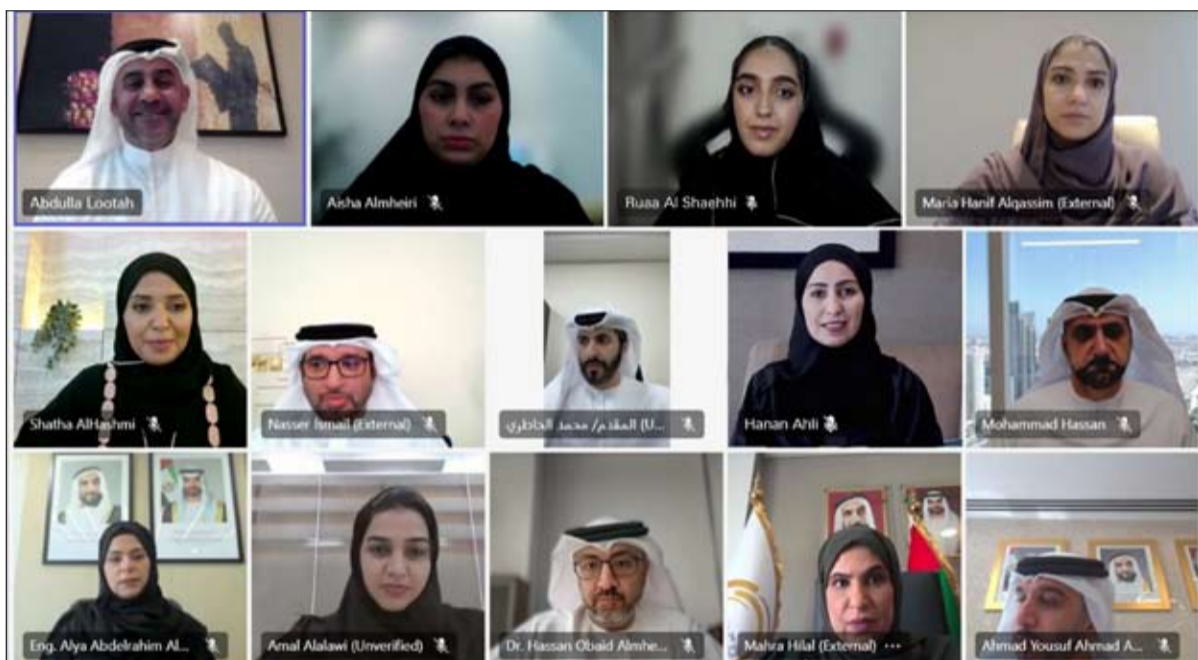 Abdulla Lootah
Aisha Almheiri
Ruaa Al Shaehhi
Maria Hanif Alqassim (External)
Shatha AlHashmi
Nasser Ismail (External)
المقدم/ محمد الخاطري (U...
Hanan Ahli
Mohammad Hassan
Eng. Alya Abdelrahim Al...
Amal Alalawi (Unverified)
Dr. Hassan Obaid Almhe...
Mahra Hilal (External)
Ahmad Yousuf Ahmad A...